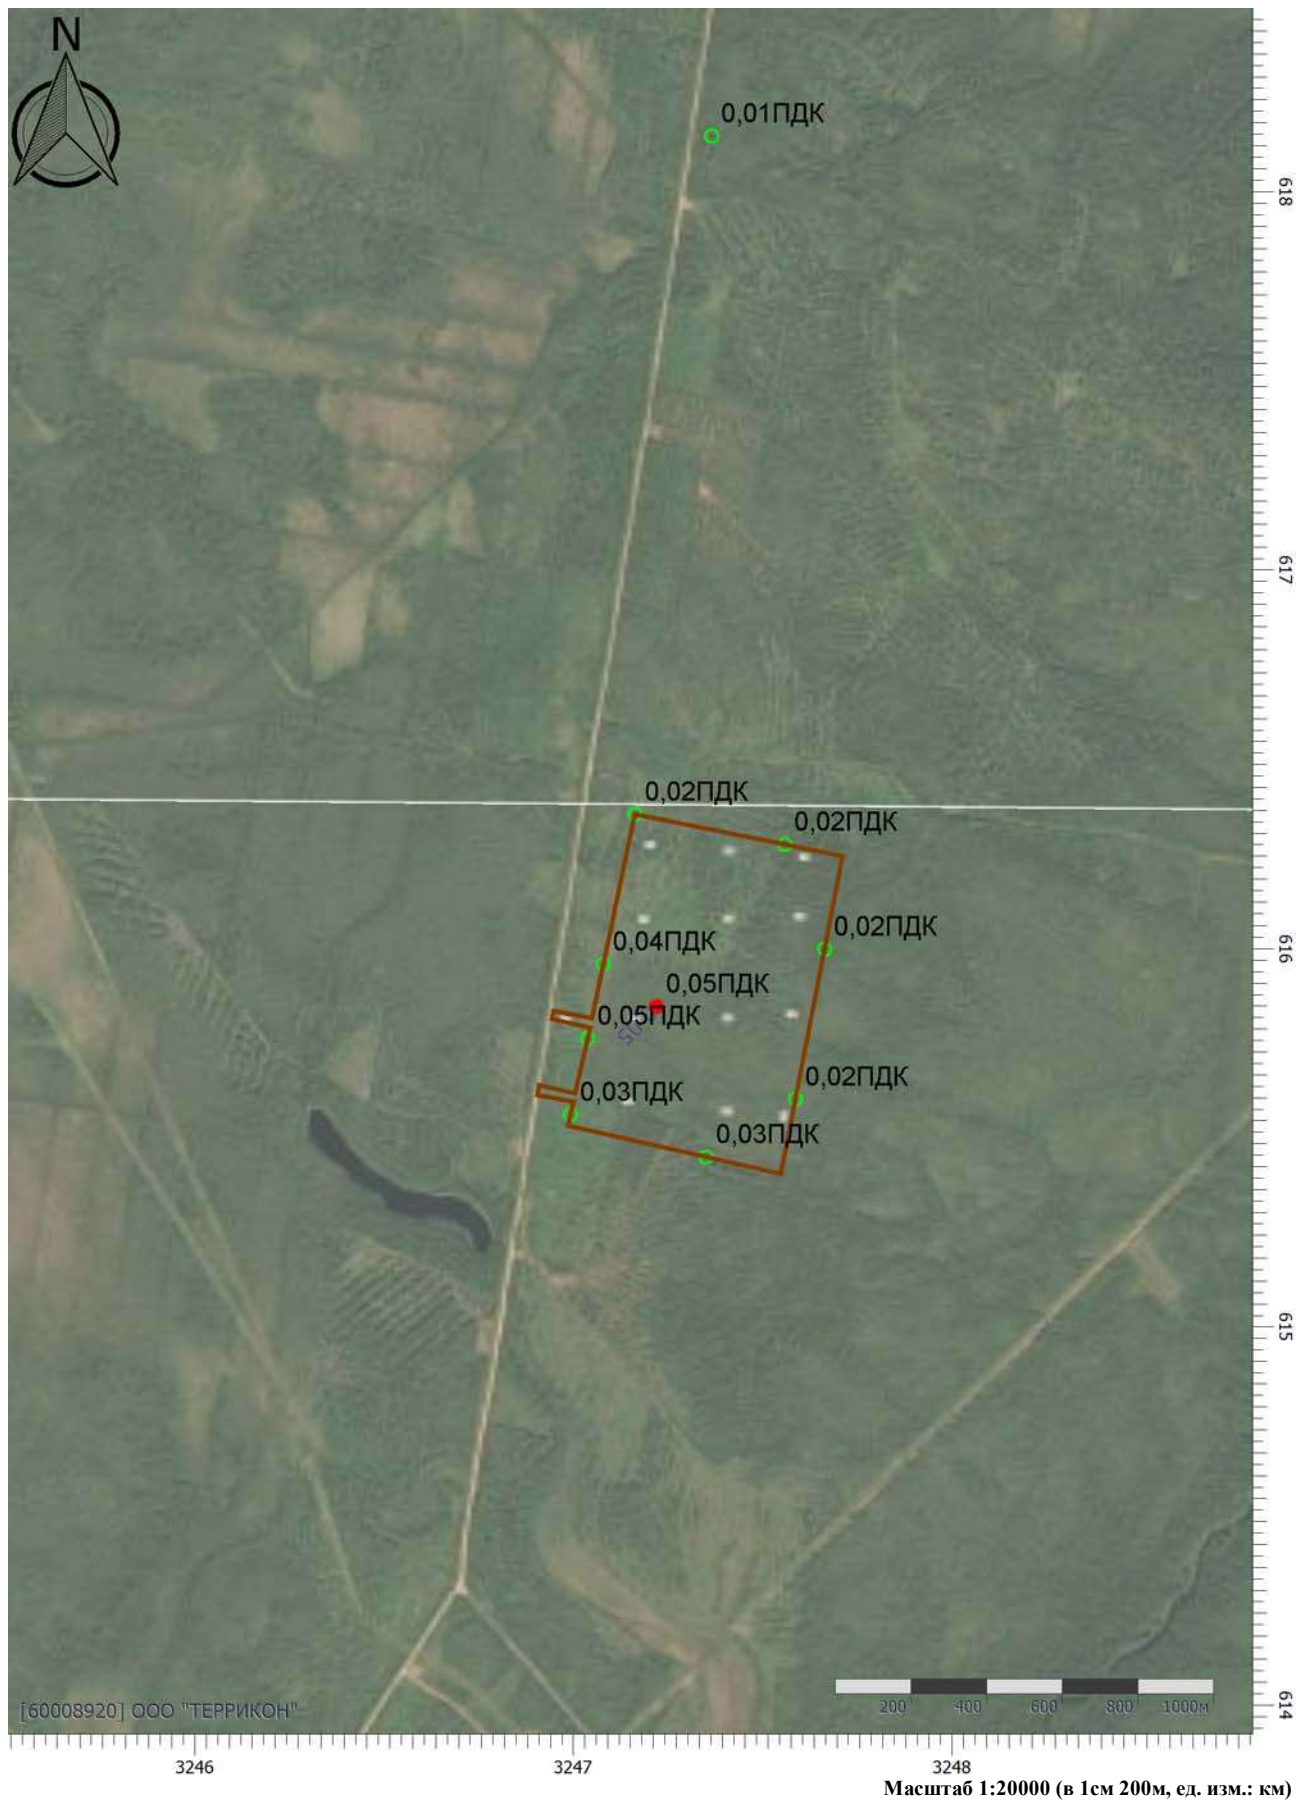 N
0,01ПДК
618
617
0,02ПДК
0,02ПДК
0,02ПДК
616
0,04ПДК
0,05ПДК
0,05ПДК
0,02ПДК
0,03ПДК
0,03ПДК
615
[60008920] ООО "ТЕРРИКОН"
200 400 600 800 1000м
614
3246 3247 3248
Масштаб 1:20000 (в 1см 200м, ед. изм.: км)